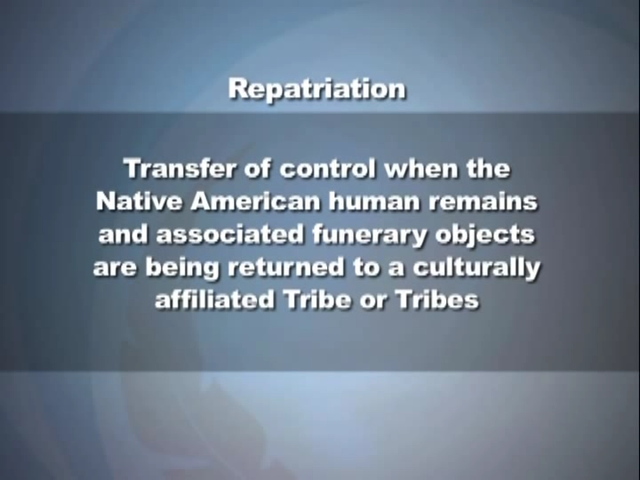 Repatriation
Transfer of control when the
Native American human remains
and associated funerary objects
are being returned to a culturally
affiliated Tribe or Tribes